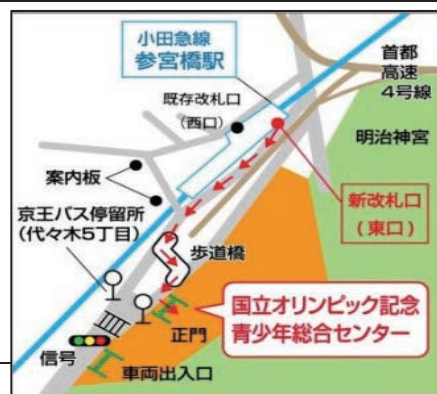 小田急線
参宮橋駅
首都
高速
4号線
既存改札口
(西口)
明治神宮
案内板
新改札口
(東口)
京王バス停留所
(代々木5丁目)
歩道橋
国立オリンピック記念
青少年総合センター
正門
信号
車両出入口